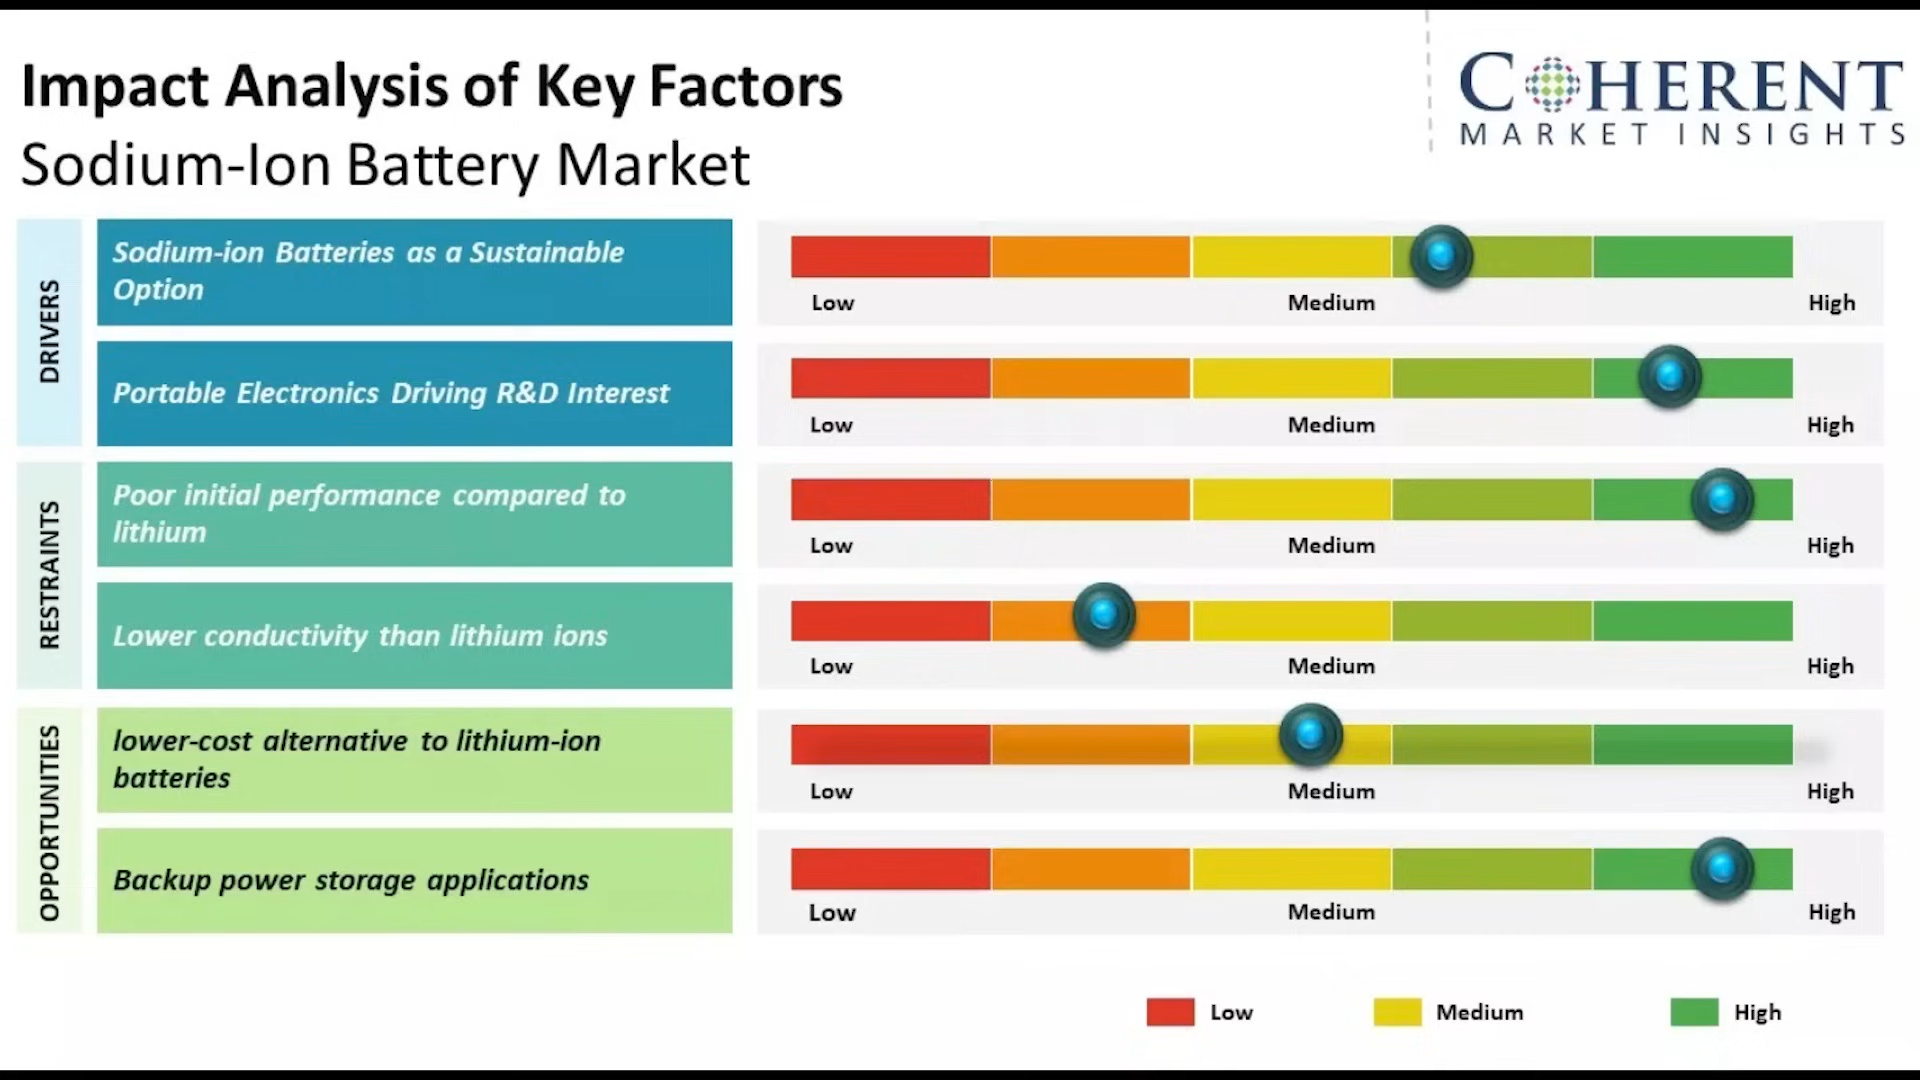 Impact Analysis of Key Factors
Sodium-Ion Battery Market
COHERENT
MARKET INSIGHTS
DRIVERS
Sodium-ion Batteries as a Sustainable
Option
Low Medium High
Portable Electronics Driving R&D Interest
Low Medium High
RESTRAINTS
Poor initial performance compared to
lithium
Low Medium High
Lower conductivity than lithium ions
Low Medium High
OPPORTUNITIES
lower-cost alternative to lithium-ion
batteries
Low Medium High
Backup power storage applications
Low Medium High
Low Medium High